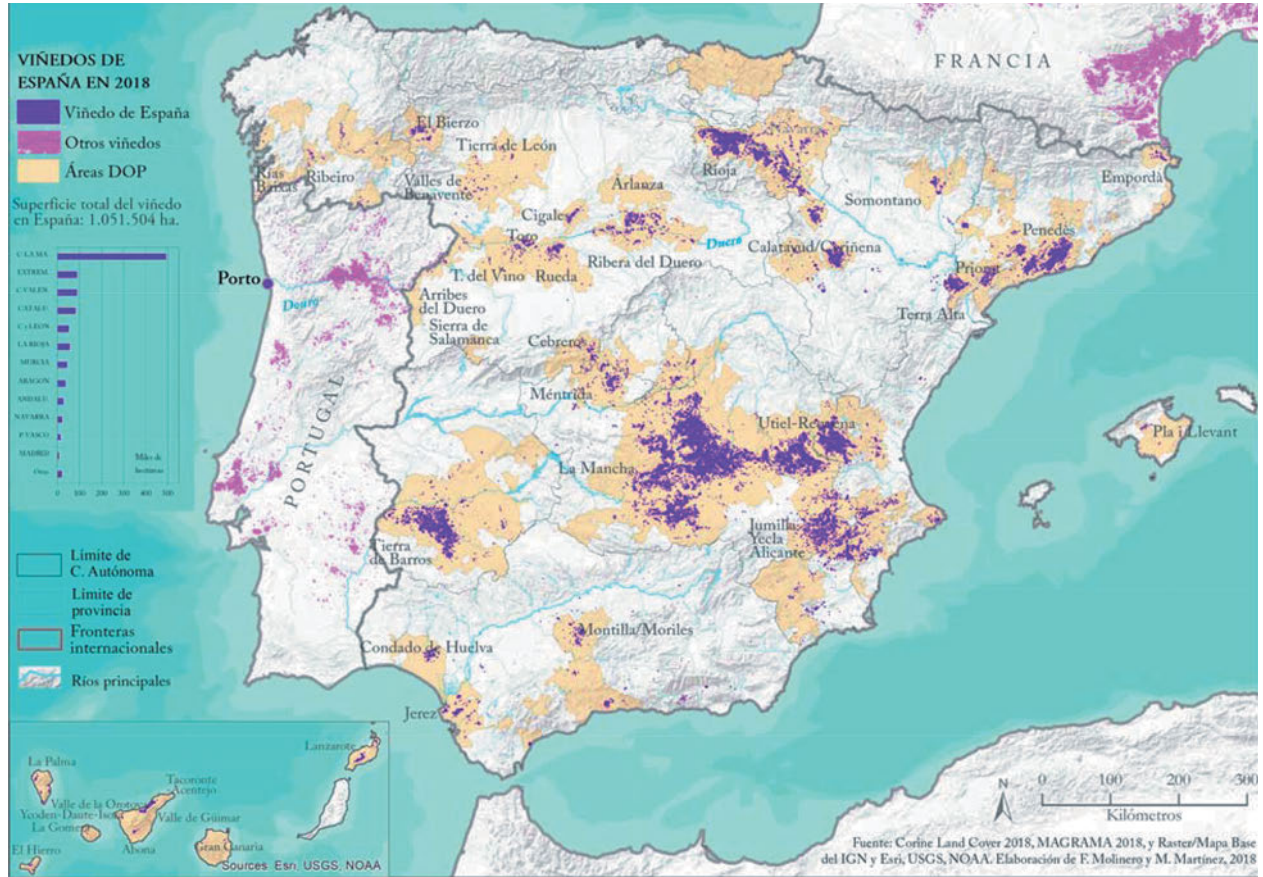 VIÑEDOS DE
ESPAÑA EN 2018
Viñedo de España
Otros viñedos
Áreas DOP
Superficie total del viñedo
en España: 1.051.504 ha.
C-LA MA.
EXTREM.
C.VALEN.
CATALU.
C y LEON
LA RIOJA
MURCIA
ARAGON
ANDALU.
NAVARRA
P. VASCO
MADRID
Otros
Miles de
hectáreas
0 100 200 300 400 500
Límite de
C. Autónoma
Límite de
provincia
Fronteras
internacionales
Ríos principales
FRANCIA
PORTUGAL
Porto
Douro
Duero
El Bierzo
Tierra de León
Rías
Baixas
Ribeiro
Valles de
Benavente
Arlanza
Rioja
Navarra
Somontano
Empordà
Cigales
Toro
T. del Vino
Rueda
Ribera del Duero
Calatayud/Cariñena
Penedès
Priorat
Terra Alta
Arribes
del Duero
Sierra de
Salamanca
Cebreros
Méntrida
Utiel-Requena
Pla i Llevant
La Mancha
Tierra
de Barros
Jumilla
Yecla
Alicante
Montilla/Moriles
Condado de Huelva
Jerez
Lanzarote
La Palma
Tacoronte
Acentejo
Valle de la Orotova
Ycoden-Daute-Isora
Valle de Güimar
La Gomera
El Hierro
Abona
Gran Canaria
Sources: Esri, USGS, NOAA
N
0 100 200 300
Kilómetros
Fuente: Corine Land Cover 2018, MAGRAMA 2018, y Raster/Mapa Base
del IGN y Esri, USGS, NOAA. Elaboración de F. Molinero y M. Martínez, 2018